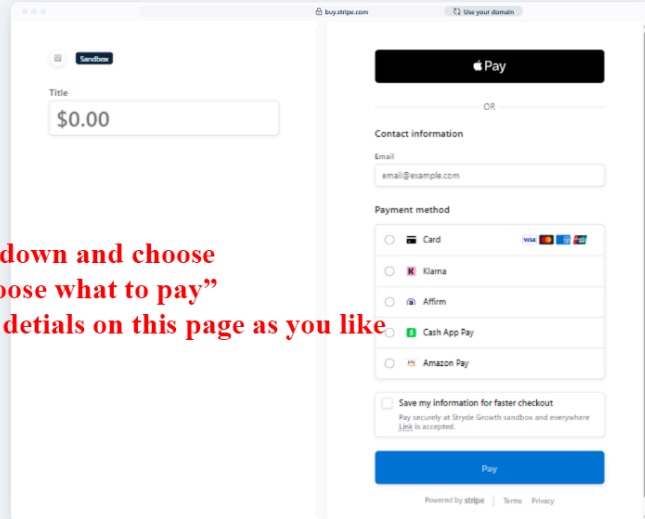 buy.stripe.com
Use your domain
Sandbox
Title
$0.00
Pay
OR
Contact information
Email
email@example.com
Payment method
Card
VISA
Klarna
Affirm
Cash App Pay
Amazon Pay
Save my information for faster checkout
Pay securely at Stryde Growth sandbox and everywhere
Link is accepted.
Pay
Powered by stripe
Terms
Privacy
down and choose
what to pay”
detials on this page as you like